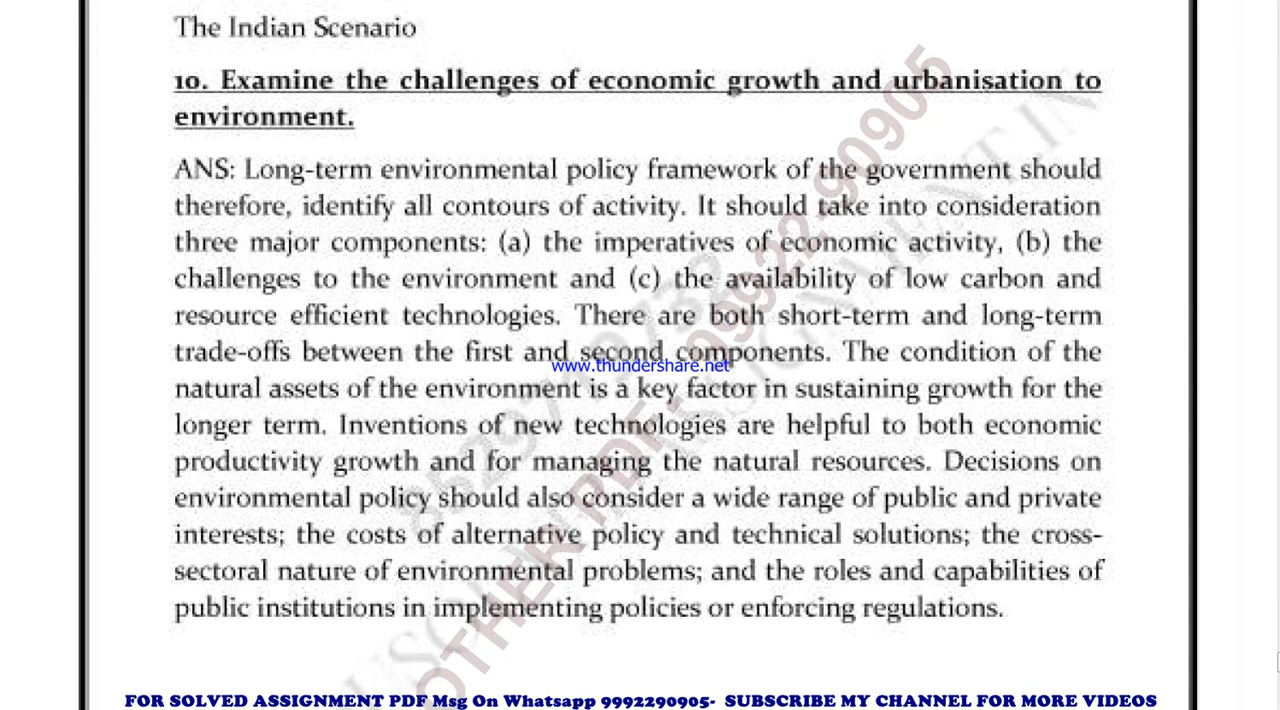 The Indian Scenario
10. Examine the challenges of economic growth and urbanisation to
environment.
ANS: Long-term environmental policy framework of the government should
therefore, identify all contours of activity. It should take into consideration
three major components: (a) the imperatives of economic activity, (b) the
challenges to the environment and (c) the availability of low carbon and
resource efficient technologies. There are both short-term and long-term
trade-offs between the first and second components. The condition of the
www.thundershare.net
natural assets of the environment is a key factor in sustaining growth for the
longer term. Inventions of new technologies are helpful to both economic
productivity growth and for managing the natural resources. Decisions on
environmental policy should also consider a wide range of public and private
interests; the costs of alternative policy and technical solutions; the cross-
sectoral nature of environmental problems; and the roles and capabilities of
public institutions in implementing policies or enforcing regulations.
OTHER PDF- 99922-90905
FOR SOLVED ASSIGNMENT PDF Msg On Whatsapp 9992290905- SUBSCRIBE MY CHANNEL FOR MORE VIDEOS